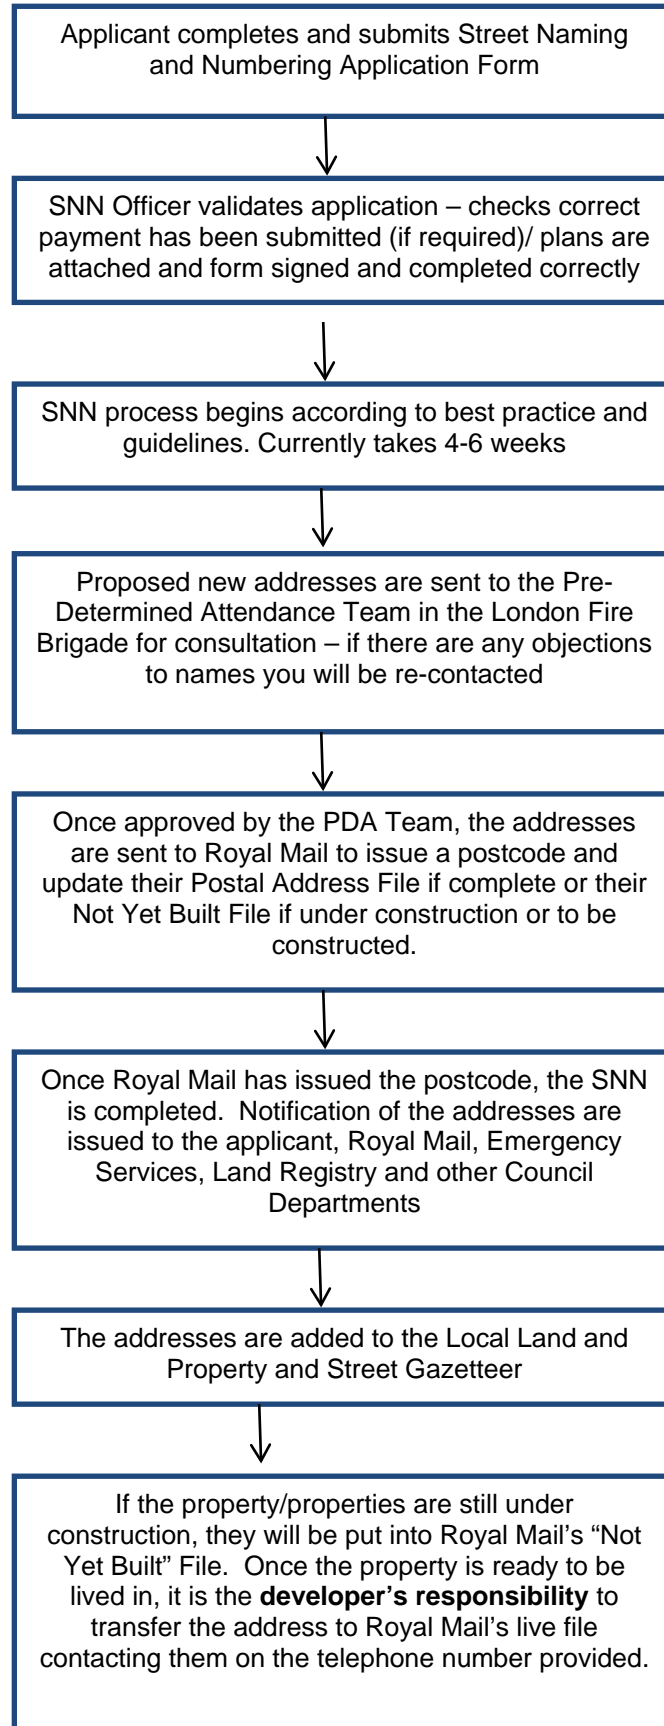 Applicant completes and submits Street Naming
and Numbering Application Form
SNN Officer validates application – checks correct
payment has been submitted (if required)/ plans are
attached and form signed and completed correctly
SNN process begins according to best practice and
guidelines. Currently takes 4-6 weeks
Proposed new addresses are sent to the Pre-
Determined Attendance Team in the London Fire
Brigade for consultation – if there are any objections
to names you will be re-contacted
Once approved by the PDA Team, the addresses
are sent to Royal Mail to issue a postcode and
update their Postal Address File if complete or their
Not Yet Built File if under construction or to be
constructed.
Once Royal Mail has issued the postcode, the SNN
is completed.  Notification of the addresses are
issued to the applicant, Royal Mail, Emergency
Services, Land Registry and other Council
Departments
The addresses are added to the Local Land and
Property and Street Gazetteer
If the property/properties are still under
construction, they will be put into Royal Mail’s “Not
Yet Built” File.  Once the property is ready to be
lived in, it is the developer’s responsibility to
transfer the address to Royal Mail’s live file
contacting them on the telephone number provided.